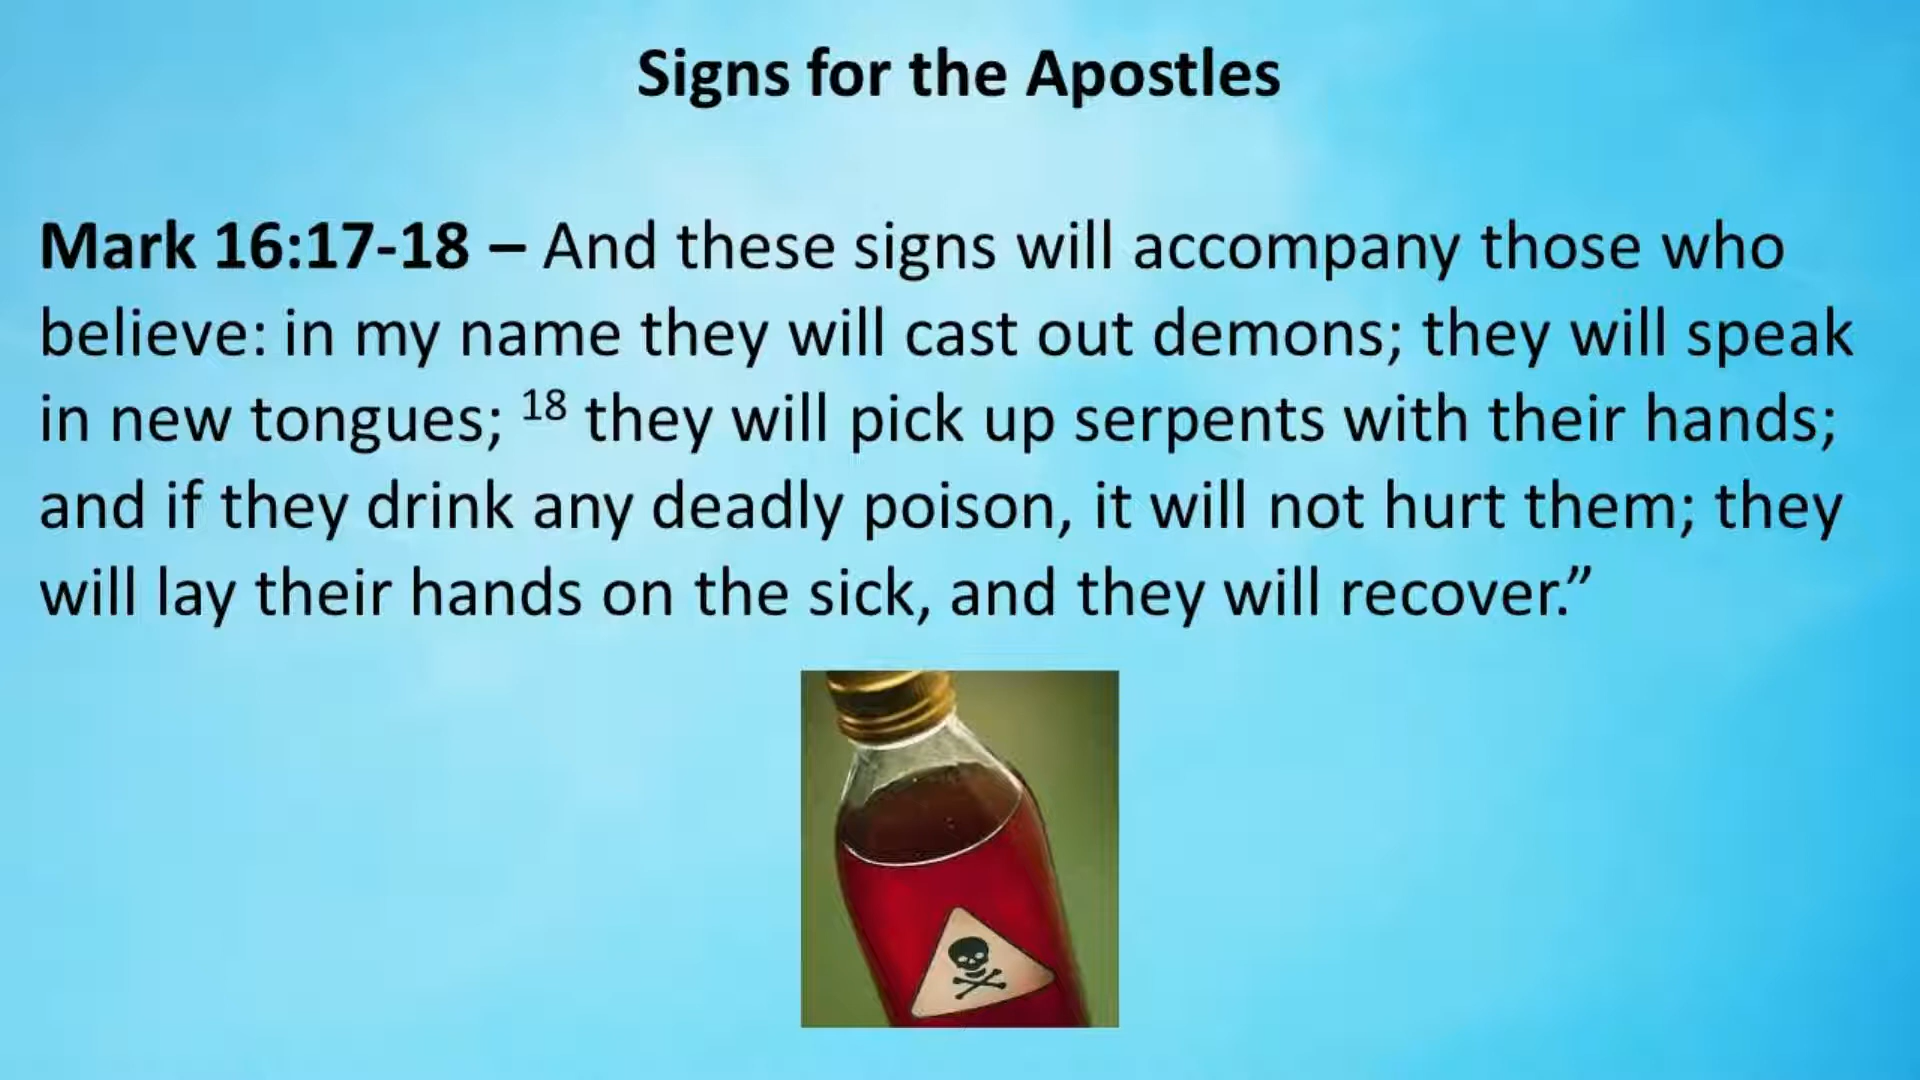 Signs for the Apostles
Mark 16:17-18 – And these signs will accompany those who
believe: in my name they will cast out demons; they will speak
in new tongues; 18 they will pick up serpents with their hands;
and if they drink any deadly poison, it will not hurt them; they
will lay their hands on the sick, and they will recover.”